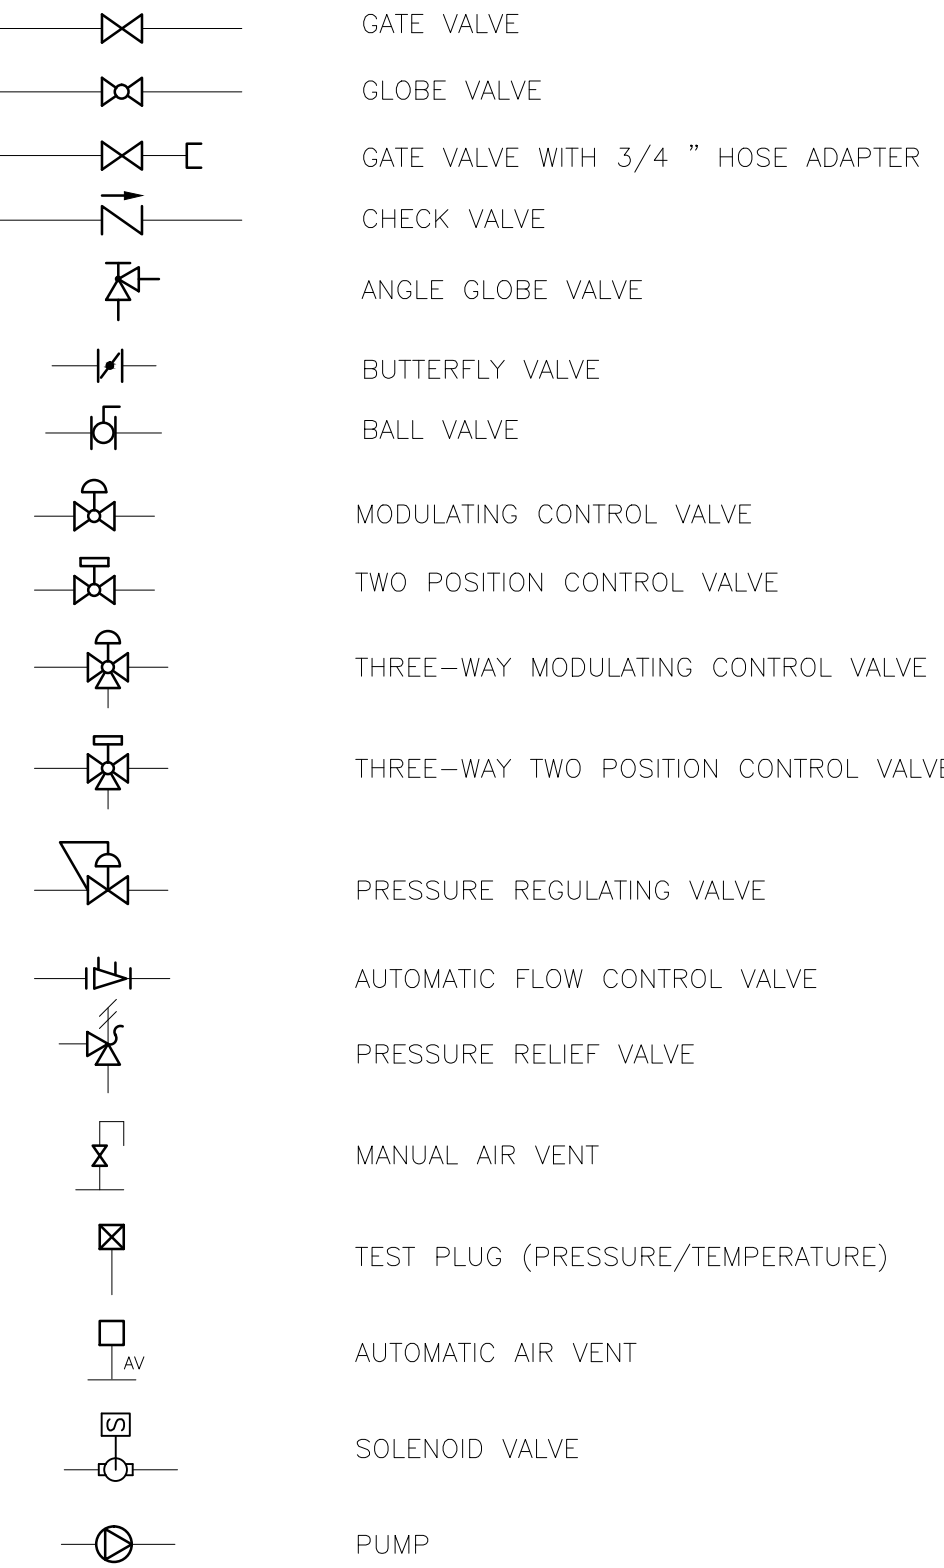 GATE VALVE
GLOBE VALVE
GATE VALVE WITH 3/4 " HOSE ADAPTER
CHECK VALVE
ANGLE GLOBE VALVE
BUTTERFLY VALVE
BALL VALVE
MODULATING CONTROL VALVE
TWO POSITION CONTROL VALVE
THREE-WAY MODULATING CONTROL VALVE
THREE-WAY TWO POSITION CONTROL VALVE
PRESSURE REGULATING VALVE
AUTOMATIC FLOW CONTROL VALVE
PRESSURE RELIEF VALVE
MANUAL AIR VENT
TEST PLUG (PRESSURE/TEMPERATURE)
AUTOMATIC AIR VENT
AV
S
SOLENOID VALVE
PUMP